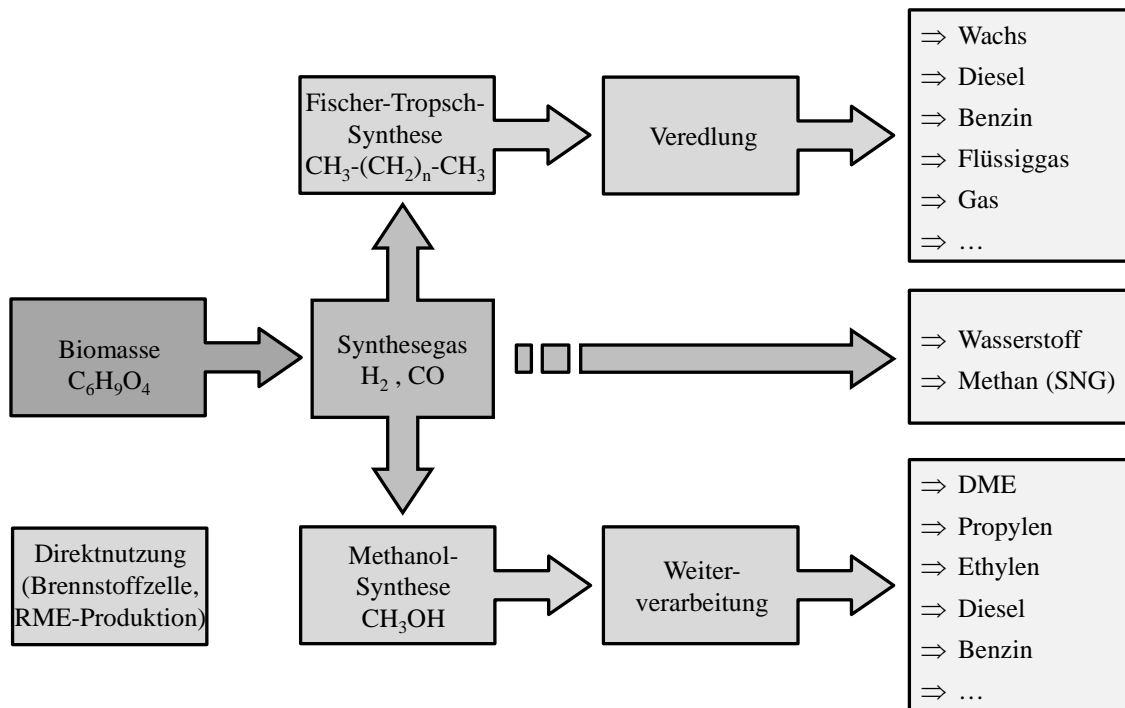 Fischer-Tropsch-
Synthese
CH₃-(CH₂)ₙ-CH₃
Veredlung
⇒ Wachs
⇒ Diesel
⇒ Benzin
⇒ Flüssiggas
⇒ Gas
⇒ …
Biomasse
C₆H₉O₄
Synthesegas
H₂ , CO
⇒ Wasserstoff
⇒ Methan (SNG)
Direktnutzung
(Brennstoffzelle,
RME-Produktion)
Methanol-
Synthese
CH₃OH
Weiter-
verarbeitung
⇒ DME
⇒ Propylen
⇒ Ethylen
⇒ Diesel
⇒ Benzin
⇒ …